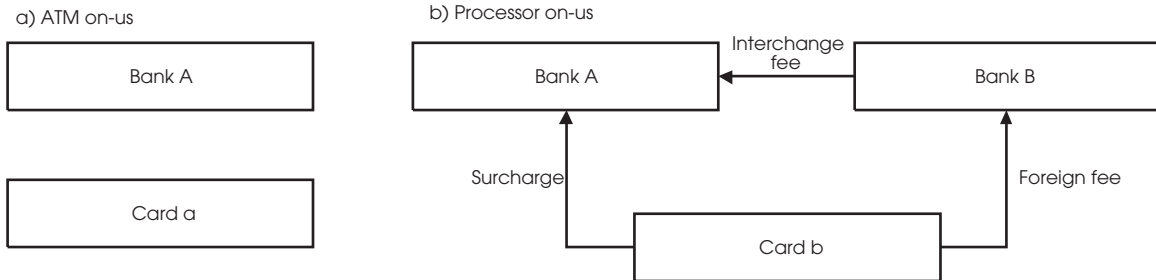 a) ATM on-us
Bank A
Card a
b) Processor on-us
Bank A
Interchange
fee
Bank B
Surcharge
Foreign fee
Card b